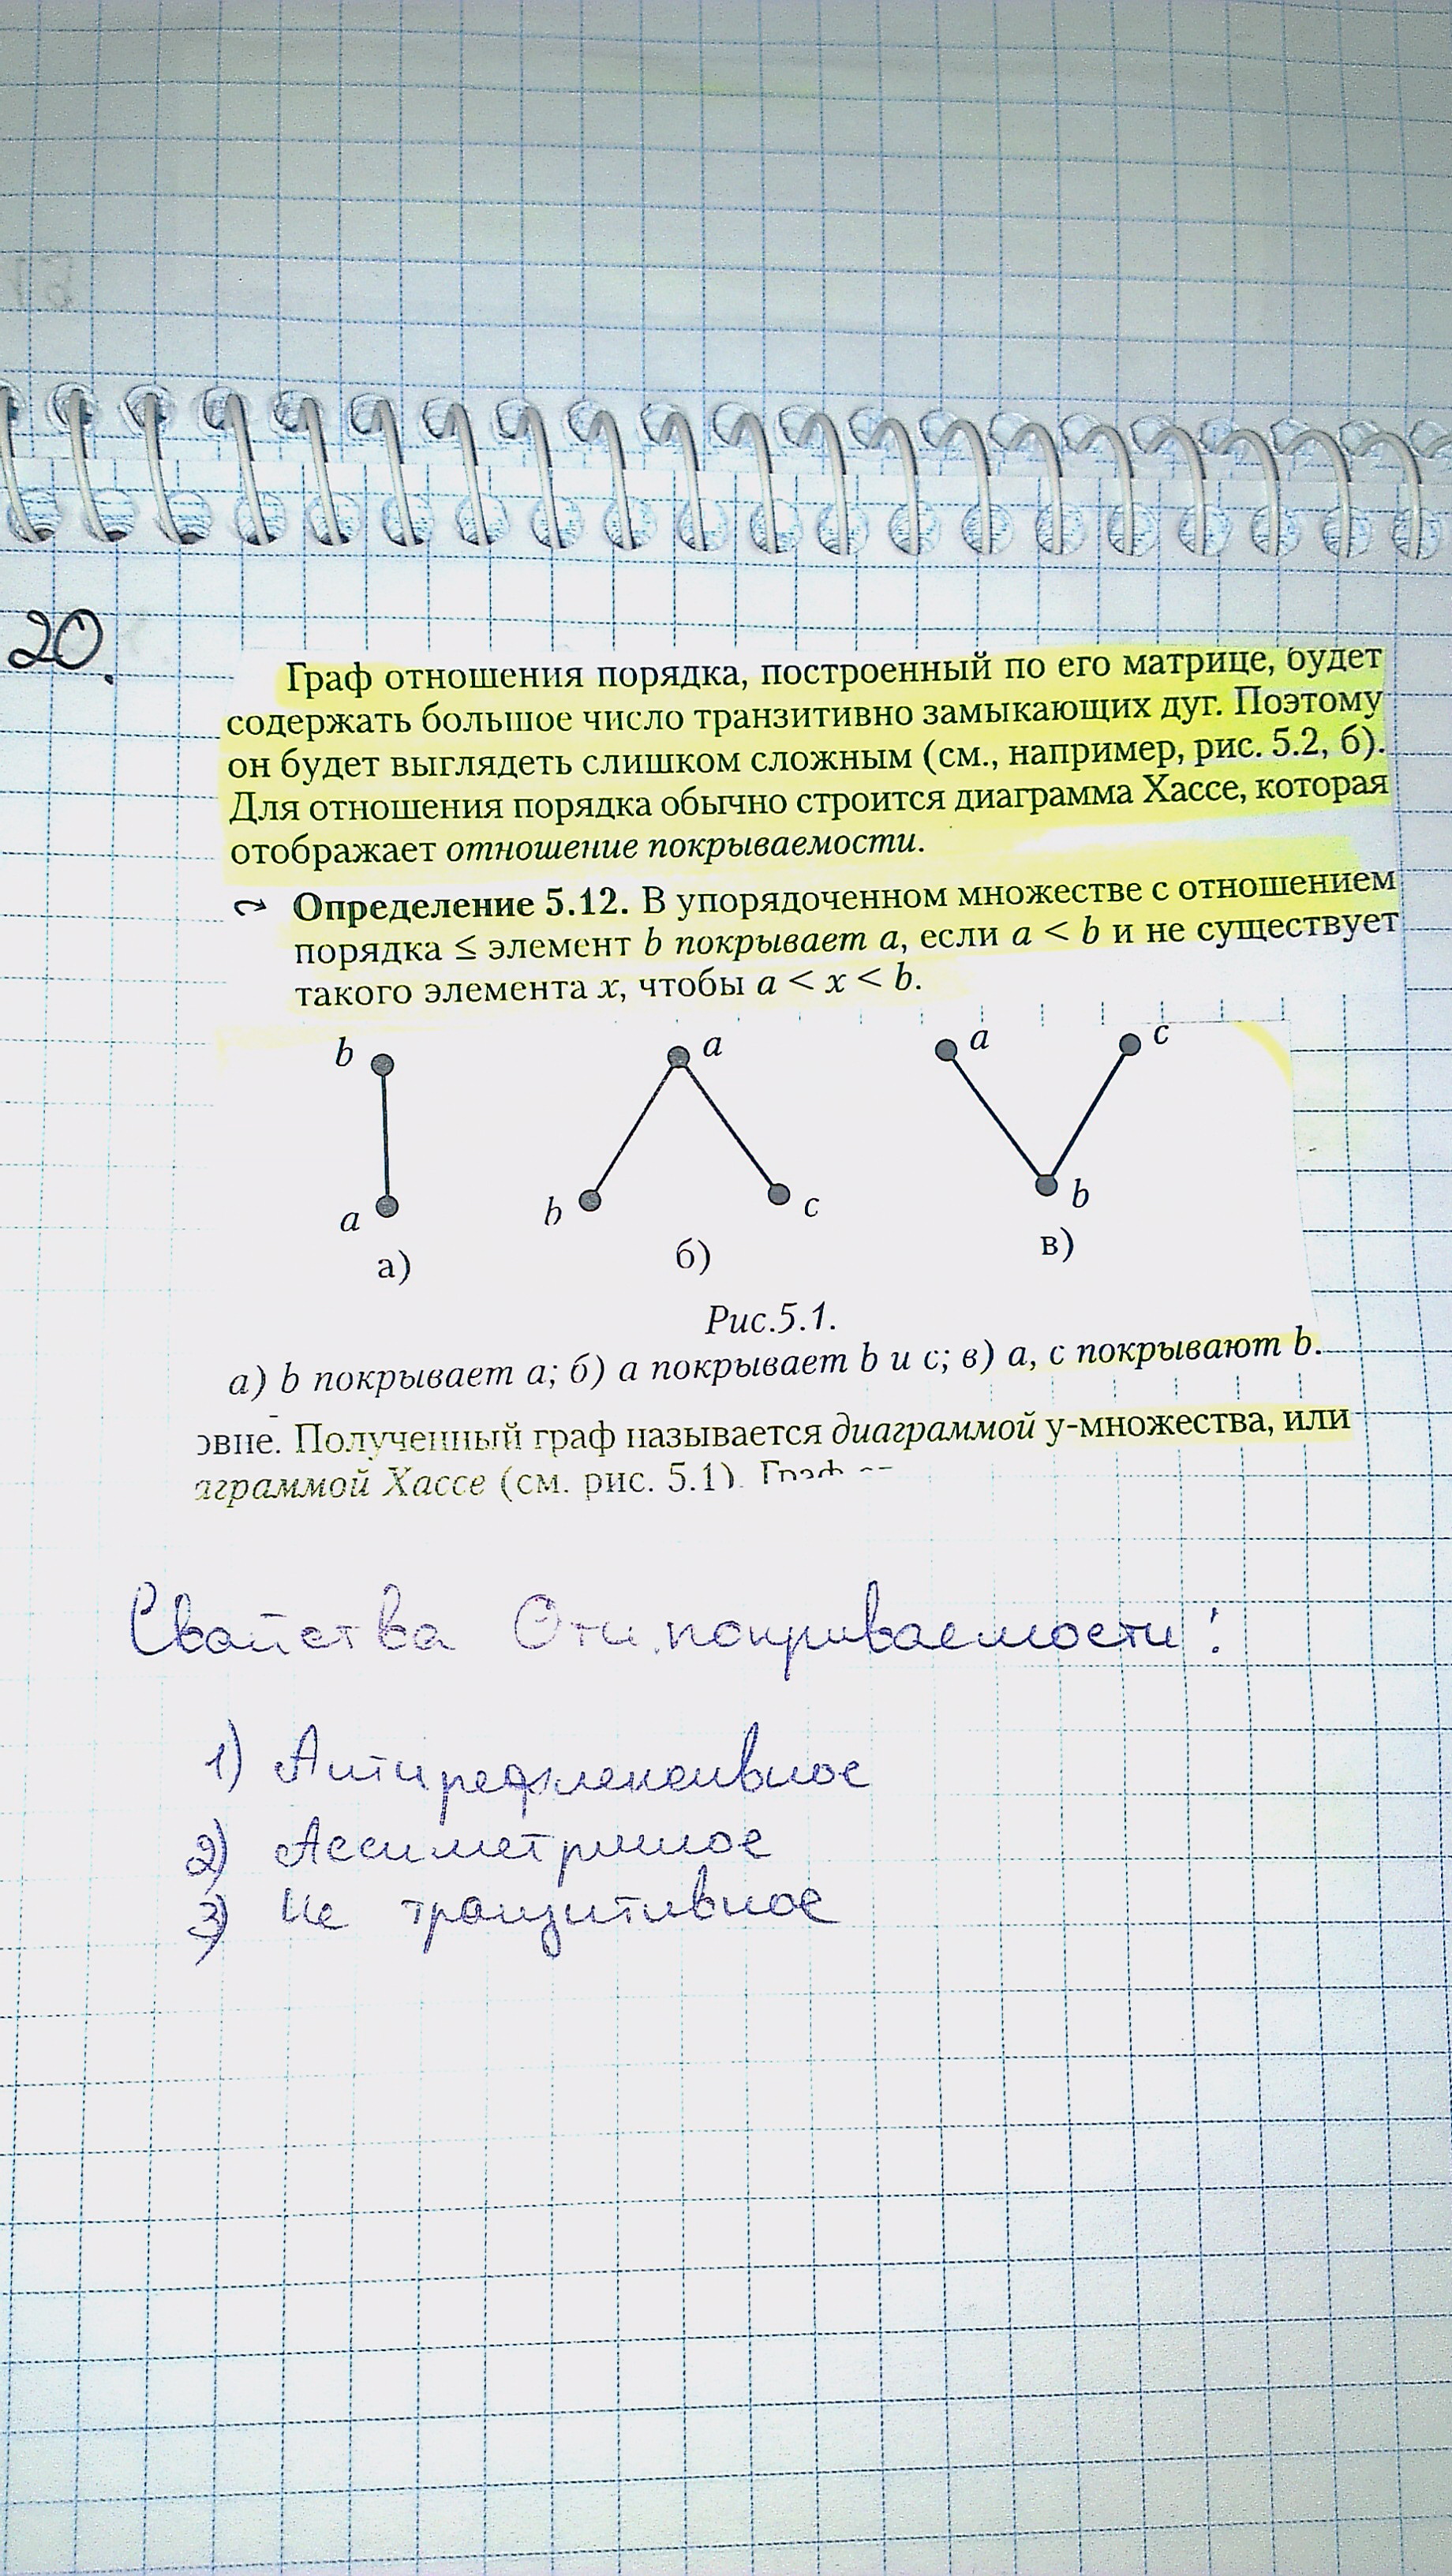 20.
Граф отношения порядка, построенный по его матрице, будет
содержать большое число транзитивно замыкающих дуг. Поэтому
он будет выглядеть слишком сложным (см., например, рис. 5.2, б).
Для отношения порядка обычно строится диаграмма Хассе, которая
отображает отношение покрываемости.
Определение 5.12. В упорядоченном множестве с отношением
порядка ≤ элемент b покрывает a, если a < b и не существует
такого элемента x, чтобы a < x < b.
b a a c
a b c b
а) б) в)
Рис.5.1.
а) b покрывает a; б) a покрывает b и c; в) a, c покрывают b.
овне. Полученный граф называется диаграммой у-множества, или
аграммой Хассе (см. рис. 5.1). Граф
Свойства Отн. покрываемости:
1) Антирефлексивное
2) Ассиметричное
3) Не транзитивное